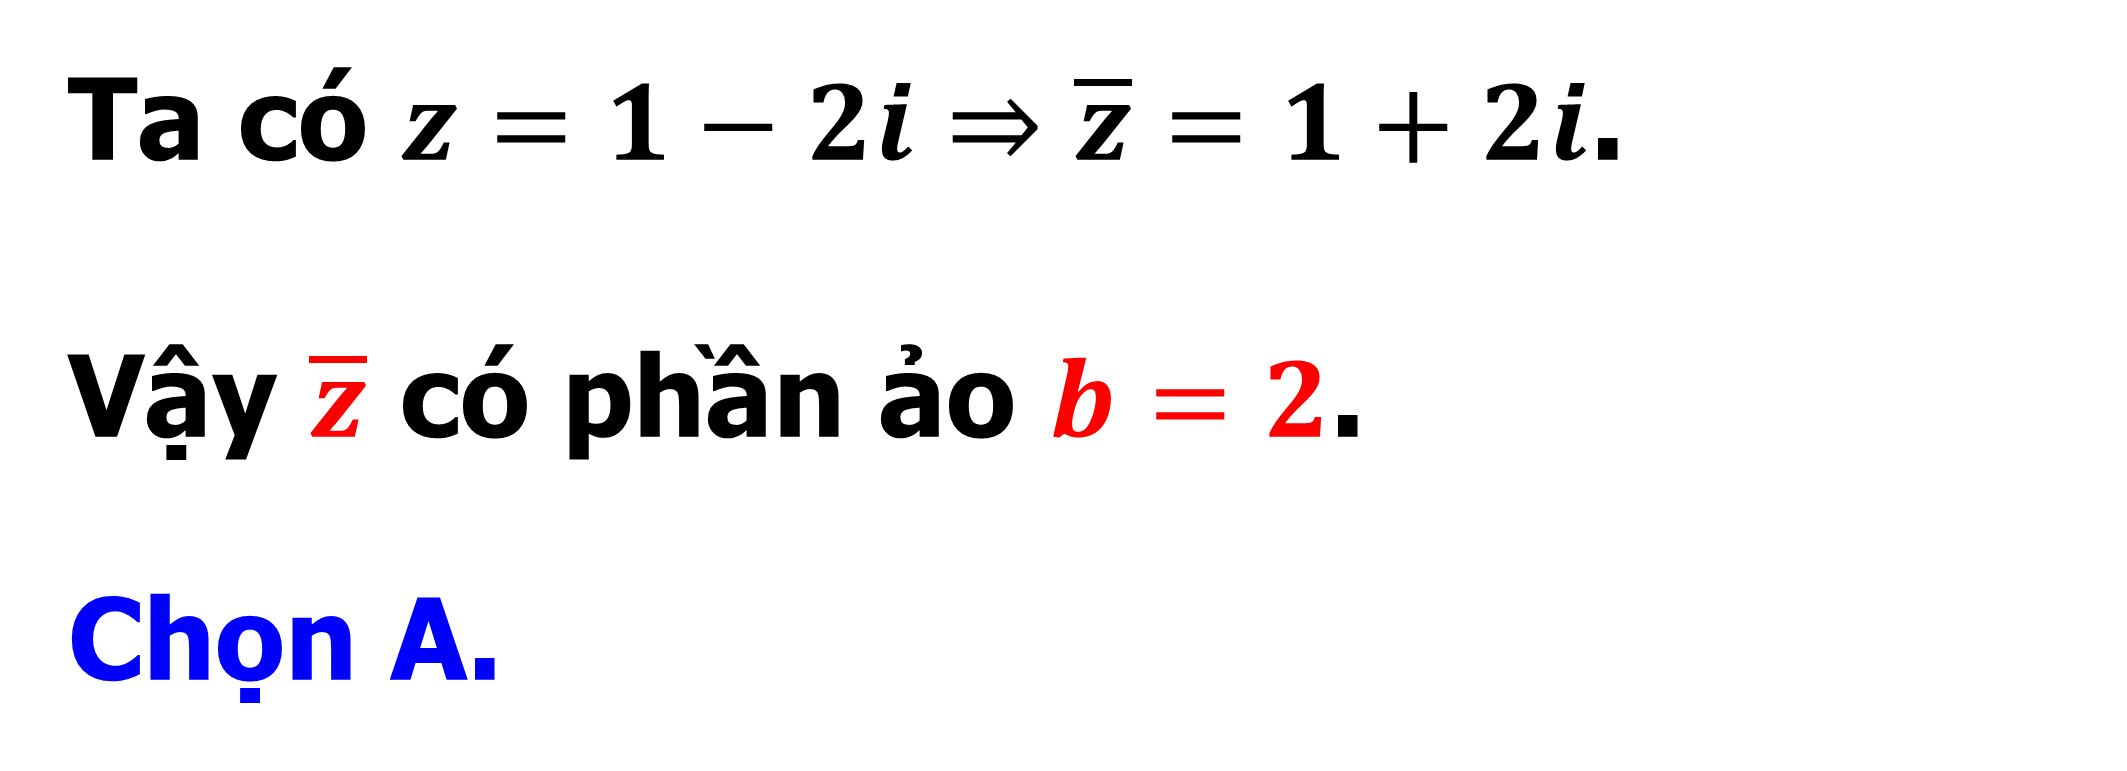 Ta có z = 1 − 2i ⇒ z̅ = 1 + 2i.
Vậy z̅ có phần ảo b = 2.
Chọn A.